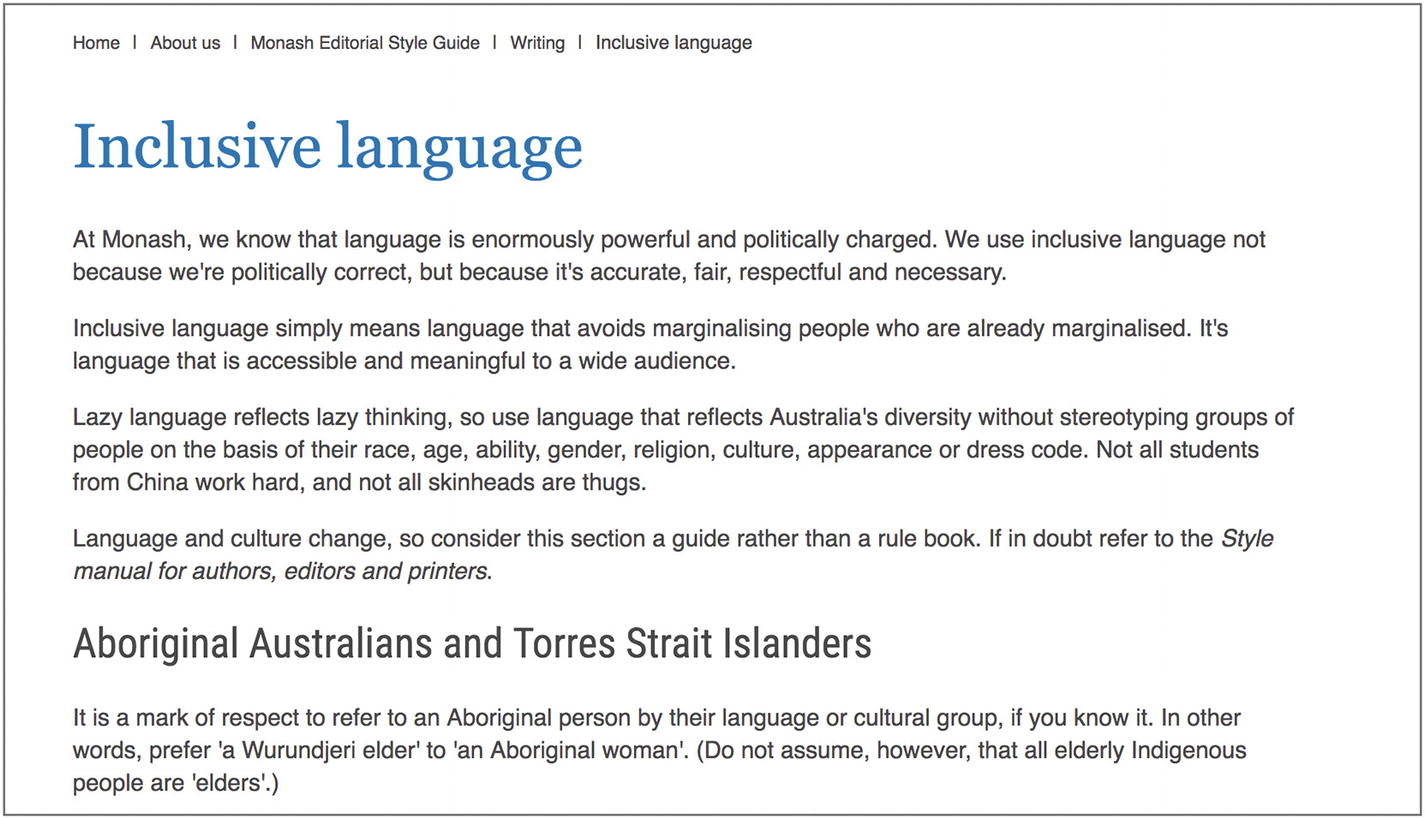 Home | About us | Monash Editorial Style Guide | Writing | Inclusive language
Inclusive language
At Monash, we know that language is enormously powerful and politically charged. We use inclusive language not
because we're politically correct, but because it's accurate, fair, respectful and necessary.
Inclusive language simply means language that avoids marginalising people who are already marginalised. It's
language that is accessible and meaningful to a wide audience.
Lazy language reflects lazy thinking, so use language that reflects Australia's diversity without stereotyping groups of
people on the basis of their race, age, ability, gender, religion, culture, appearance or dress code. Not all students
from China work hard, and not all skinheads are thugs.
Language and culture change, so consider this section a guide rather than a rule book. If in doubt refer to the Style
manual for authors, editors and printers.
Aboriginal Australians and Torres Strait Islanders
It is a mark of respect to refer to an Aboriginal person by their language or cultural group, if you know it. In other
words, prefer 'a Wurundjeri elder' to 'an Aboriginal woman'. (Do not assume, however, that all elderly Indigenous
people are 'elders'.)